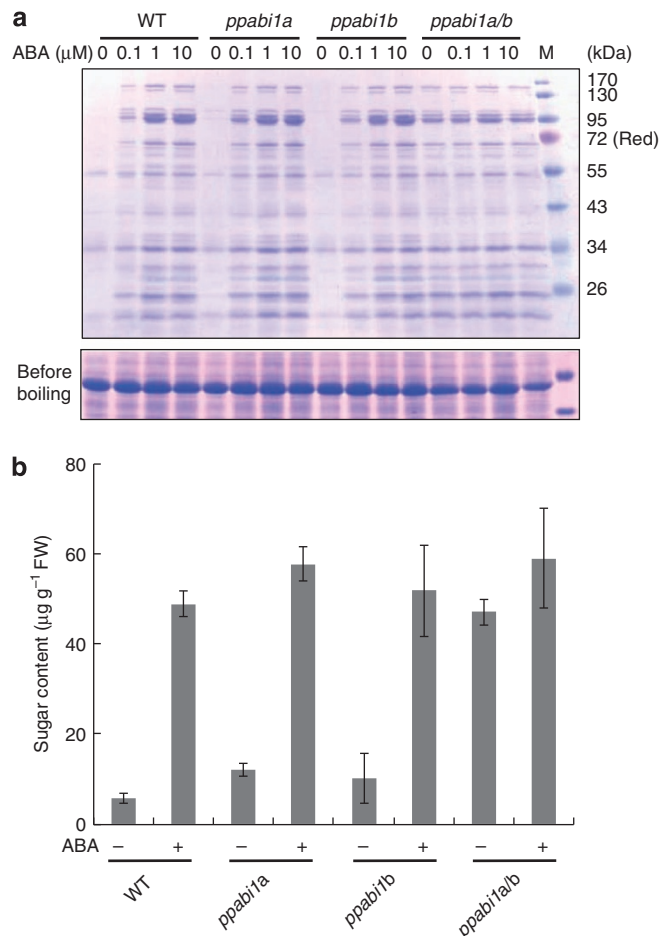 a
WT ppabi1a ppabi1b ppabi1a/b
ABA (μM) 0 0.1 1 10 0 0.1 1 10 0 0.1 1 10 0 0.1 1 10 M (kDa)
170
130
95
72 (Red)
55
43
34
26
Before
boiling
b
80
60
40
20
0
Sugar content (μg g⁻¹ FW)
ABA – + – + – + – +
WT ppabi1a ppabi1b ppabi1a/b